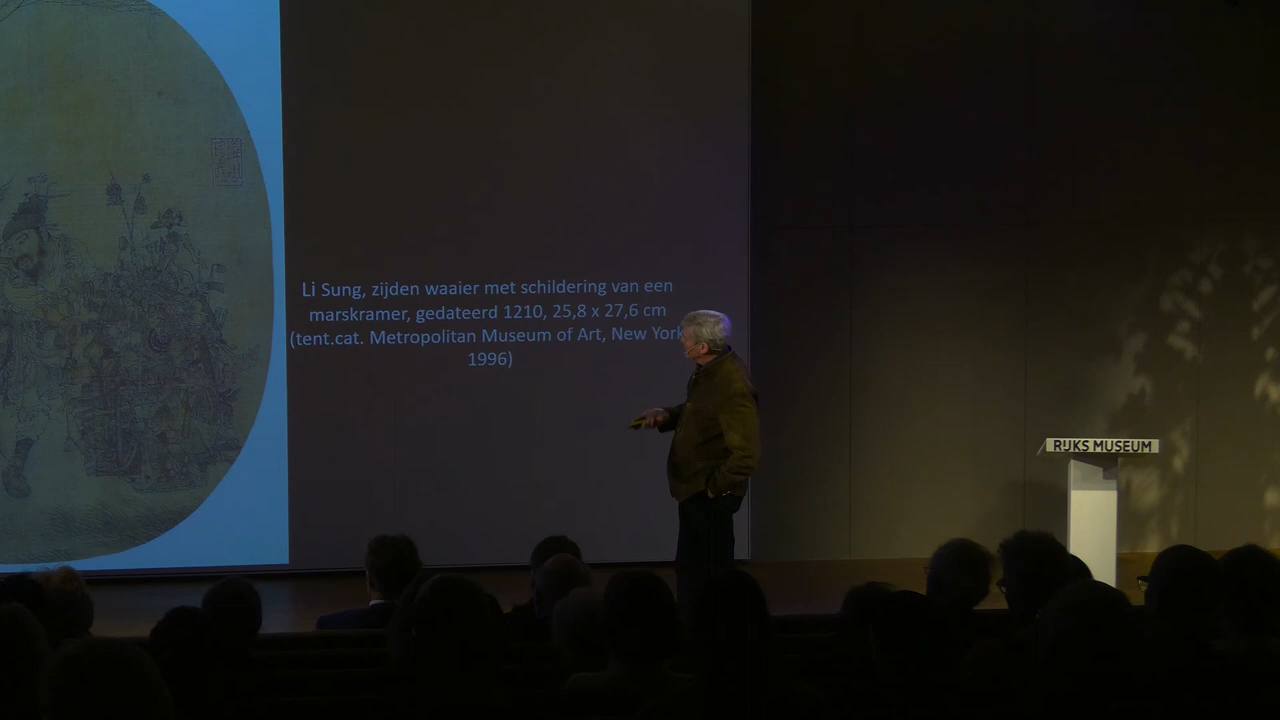 Li Sung, zijden waaier met schildering van een
marskramer, gedateerd 1210, 25,8 x 27,6 cm
(tent.cat. Metropolitan Museum of Art, New York
1996)
RIJKS MUSEUM